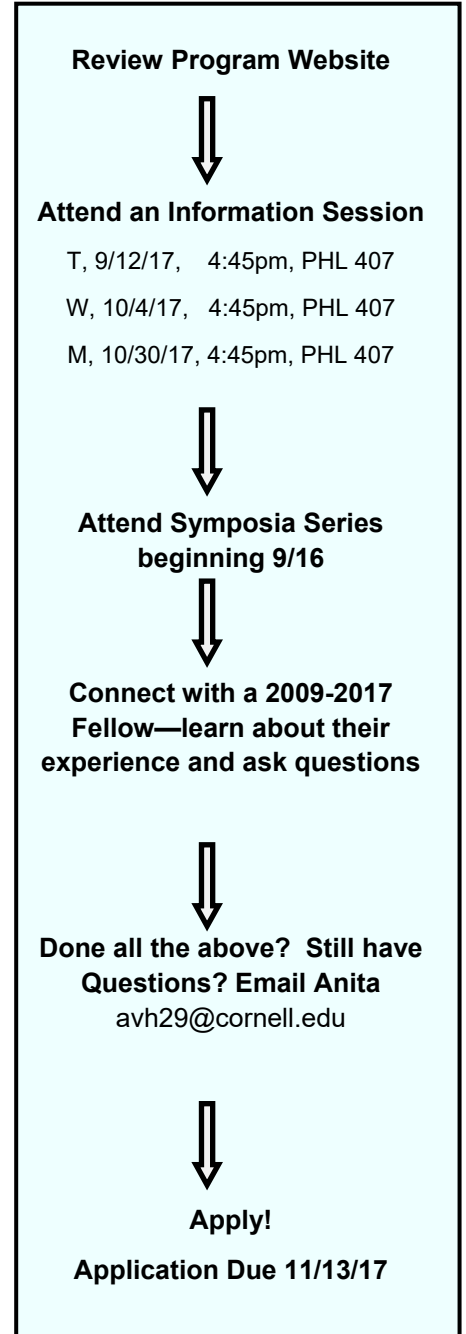 Review Program Website
Attend an Information Session
T, 9/12/17, 4:45pm, PHL 407
W, 10/4/17, 4:45pm, PHL 407
M, 10/30/17, 4:45pm, PHL 407
Attend Symposia Series
beginning 9/16
Connect with a 2009-2017
Fellow—learn about their
experience and ask questions
Done all the above? Still have
Questions? Email Anita
avh29@cornell.edu
Apply!
Application Due 11/13/17